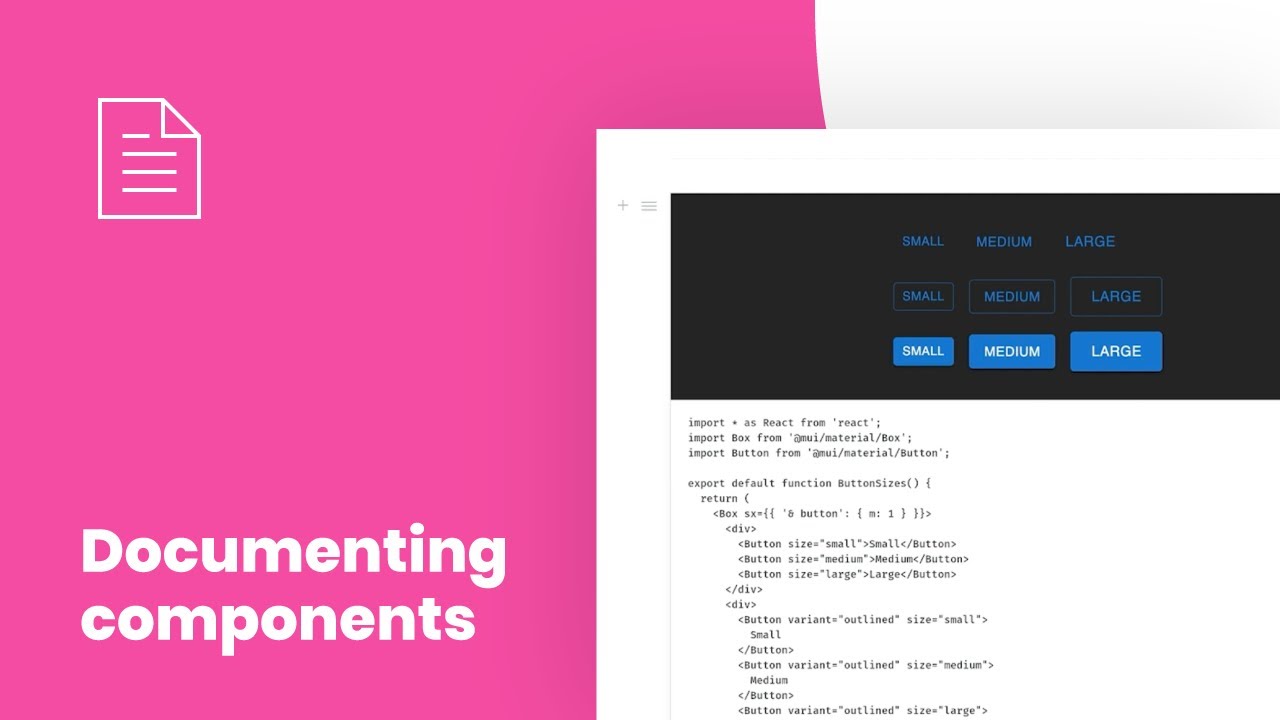 Documenting
components
SMALL MEDIUM LARGE
SMALL MEDIUM LARGE
SMALL MEDIUM LARGE
import * as React from 'react';
import Box from '@mui/material/Box';
import Button from '@mui/material/Button';
export default function ButtonSizes() {
  return (
    <Box sx={{ '& button': { m: 1 } }}>
      <div>
        <Button size="small">Small</Button>
        <Button size="medium">Medium</Button>
        <Button size="large">Large</Button>
      </div>
      <div>
        <Button variant="outlined" size="small">
          Small
        </Button>
        <Button variant="outlined" size="medium">
          Medium
        </Button>
        <Button variant="outlined" size="large">